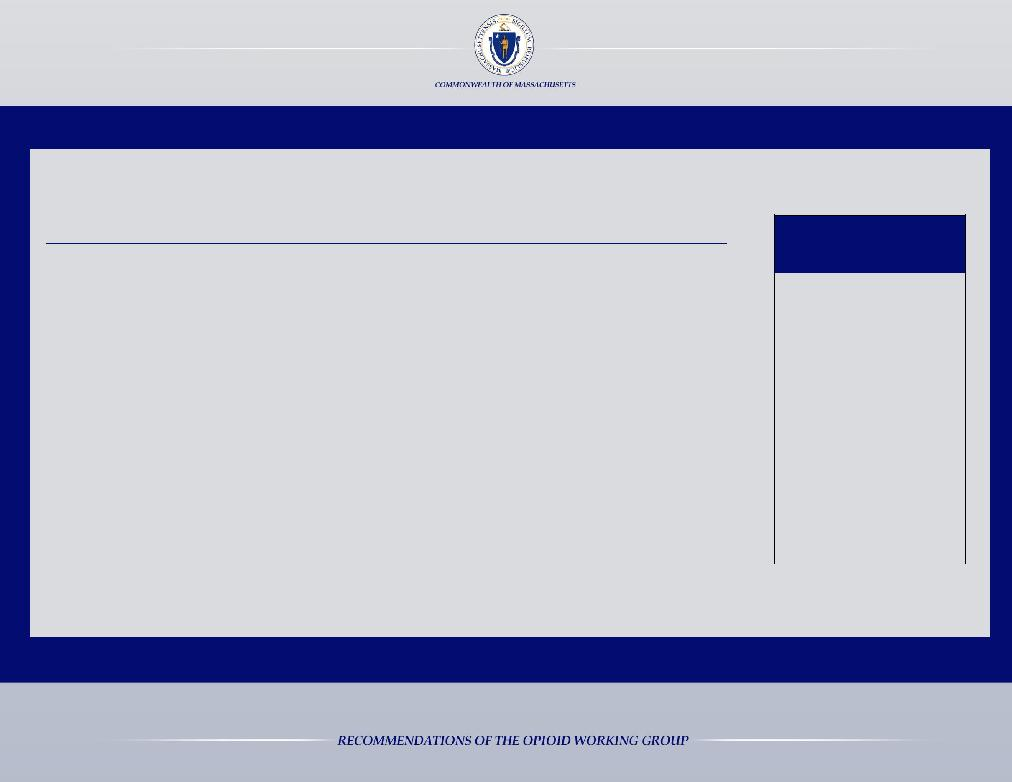 COMMONWEALTH OF MASSACHUSETTS
RECOMMENDATIONS OF THE OPIOID WORKING GROUP